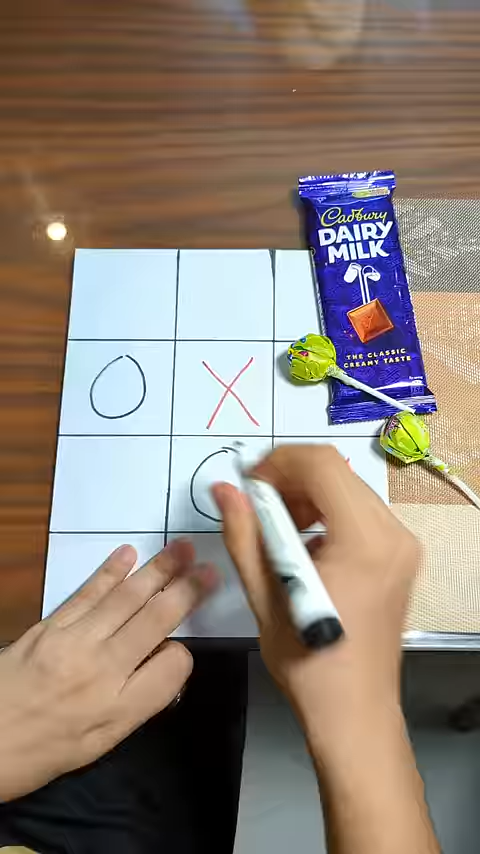 Cadbury
DAIRY
MILK
THE CLASSIC
CREAMY TASTE
O X